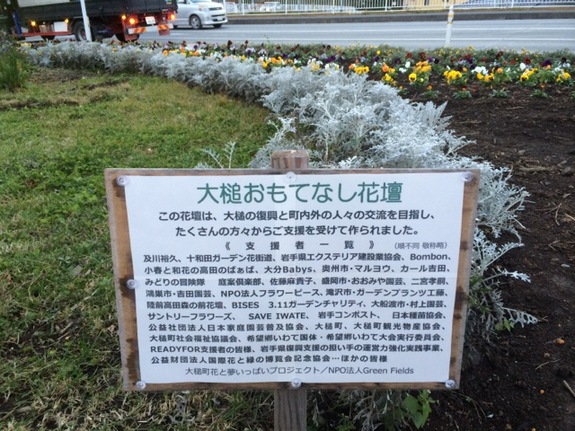 大槌おもてなし花壇
この花壇は、大槌の復興と町内外の人々の交流を目指し、
たくさんの方々からご支援を受けて作られました。
《 支 援 者 一 覧 》 (順不同 敬称略)
及川裕久、十和田ガーデン花街道、岩手県エクステリア建設業協会、Bombon、
小春と和花の高田のばぁば、大分Babys、奥州市・マルヨウ、カール吉田、
みどりの冒険隊 庭楽倶楽部、佐藤麻貴子、盛岡市・おおみや園芸、二宮孝嗣、
鴻巣市・吉田園芸、NPO法人フラワーピース、滝沢市・ガーデンプランツ工藤、
陸前高田森の前花壇、BISES 3.11ガーデンチャリティ、大船渡市・村上園芸、
サントリーフラワーズ、 SAVE IWATE、 岩手コンポスト、 日本種苗協会、
公益社団法人日本家庭園芸普及協会、大槌町、大槌町観光物産協会、
大槌町社会福祉協議会、希望郷いわて国体・希望郷いわて大会実行委員会、
READYFOR支援者の皆様、岩手県復興支援の担い手の運営力強化実践事業、
公益財団法人国際花と緑の博覧会記念協会…ほかの皆様
大槌町花と夢いっぱいプロジェクト/NPO法人Green Fields